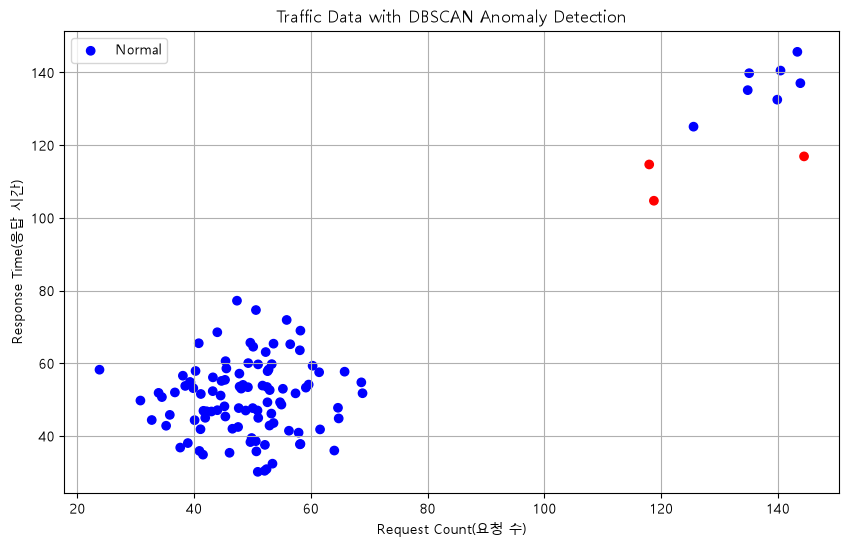 Traffic Data with DBSCAN Anomaly Detection
Normal
Response Time(응답 시간)
140
120
100
80
60
40
20 40 60 80 100 120 140
Request Count(요청 수)